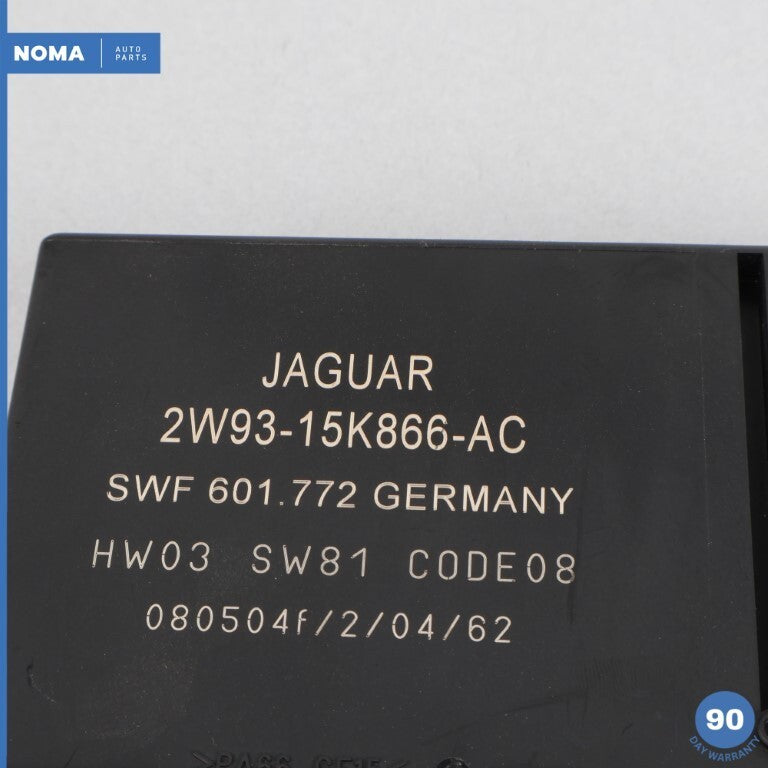 NOMA AUTO PARTS
JAGUAR
2W93-15K866-AC
SWF 601.772 GERMANY
HW03 SW81 CODE08
080504f/2/04/62
90
DAY WARRANTY